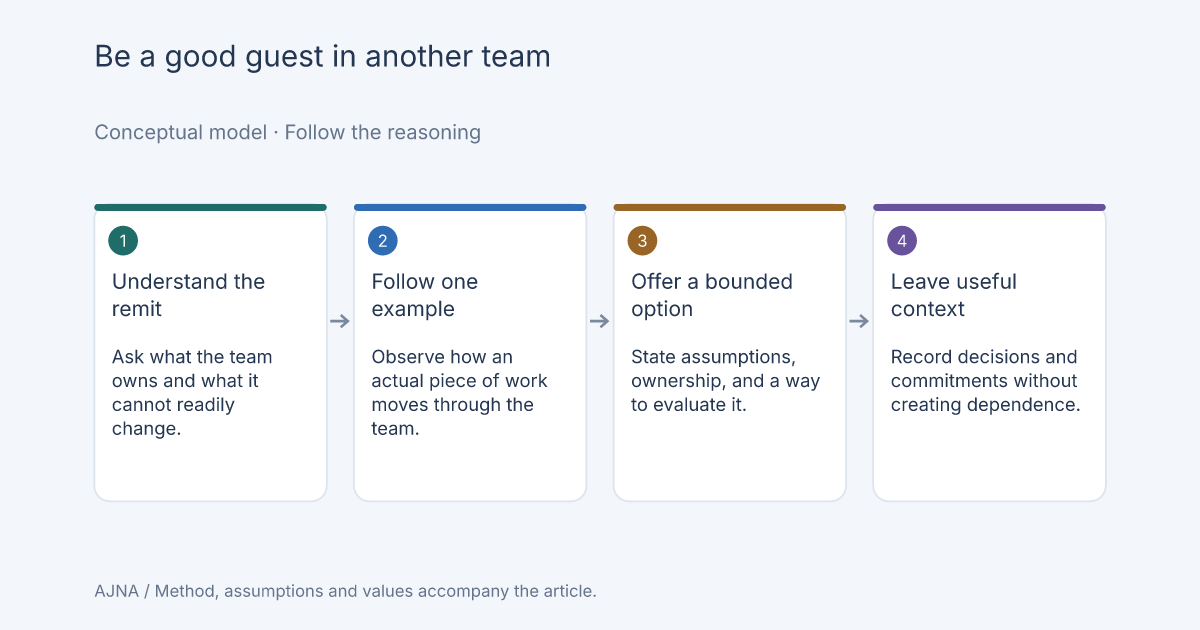 Be a good guest in another team
Conceptual model · Follow the reasoning
1
Understand the
remit
Ask what the team
owns and what it
cannot readily
change.
2
Follow one
example
Observe how an
actual piece of work
moves through the
team.
3
Offer a bounded
option
State assumptions,
ownership, and a way
to evaluate it.
4
Leave useful
context
Record decisions and
commitments without
creating dependence.
AJNA / Method, assumptions and values accompany the article.